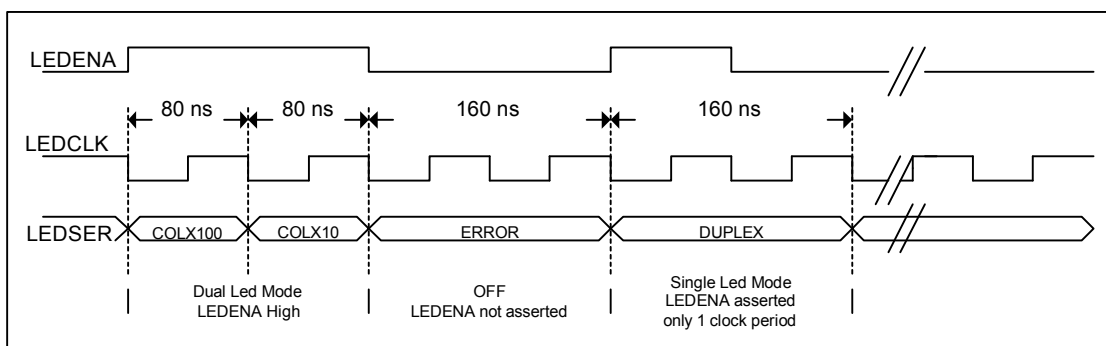 LEDENA
80 ns 80 ns 160 ns 160 ns
LEDCLK
LEDSER COLX100 COLX10 ERROR DUPLEX
Dual Led Mode
LEDENA High
OFF
LEDENA not asserted
Single Led Mode
LEDENA asserted
only 1 clock period